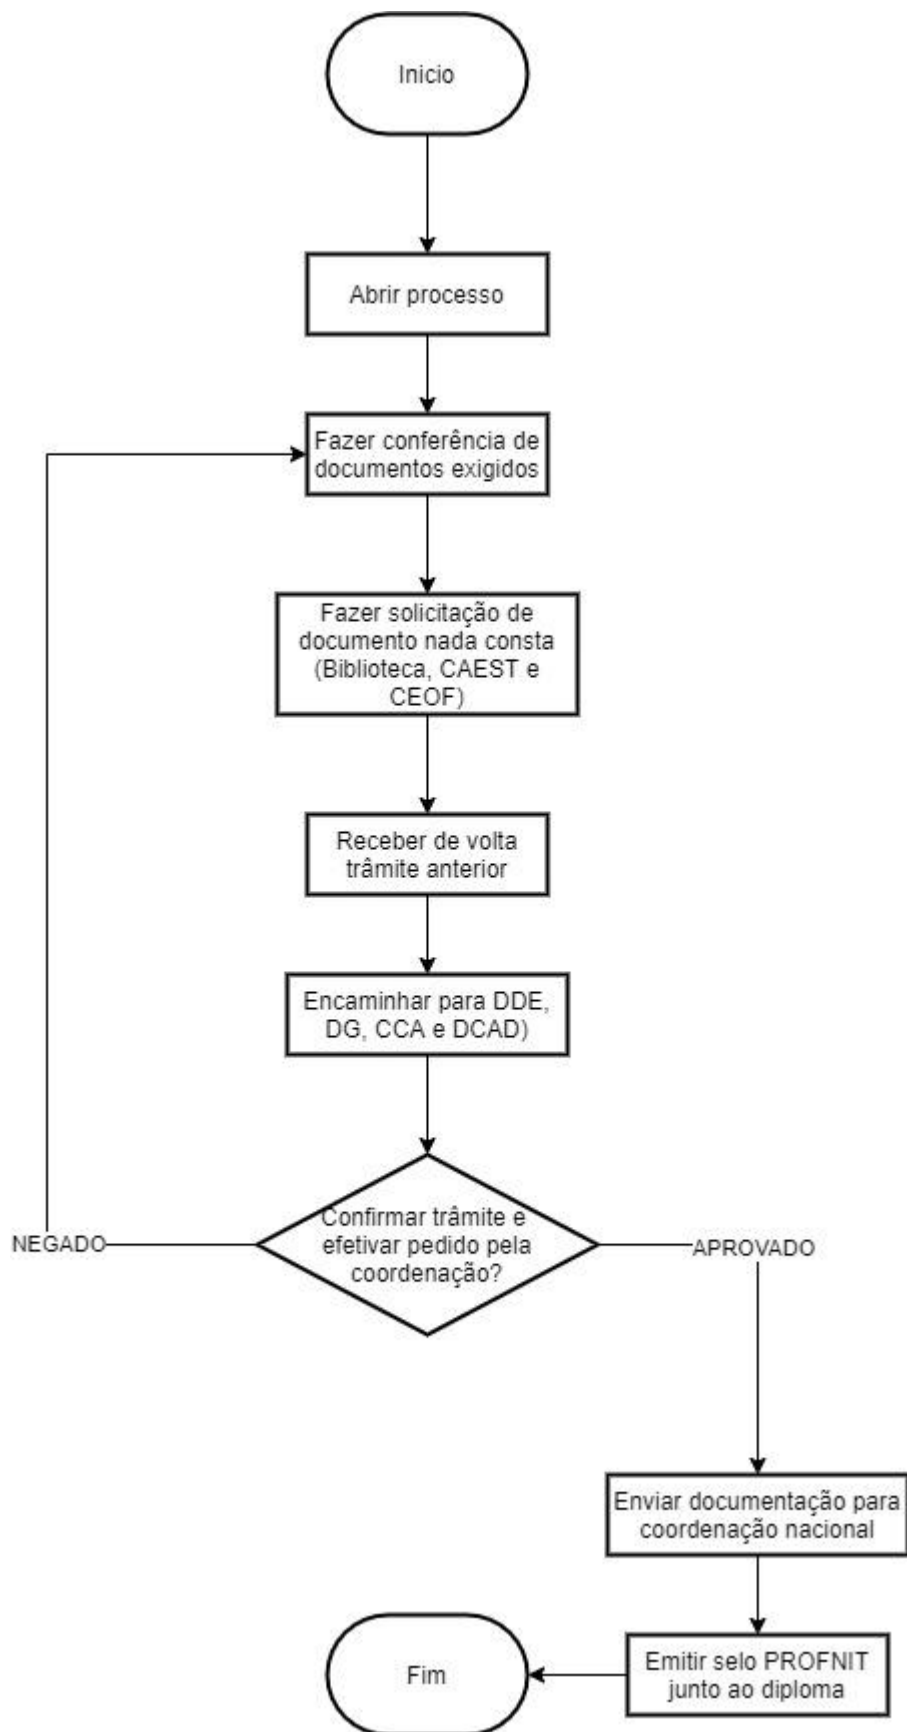 Inicio
Abrir processo
Fazer conferência de
documentos exigidos
Fazer solicitação de
documento nada consta
(Biblioteca, CAEST e
CEOF)
Receber de volta
trâmite anterior
Encaminhar para DDE,
DG, CCA e DCAD)
Confirmar trâmite e
efetivar pedido pela
coordenação?
NEGADO
APROVADO
Enviar documentação para
coordenação nacional
Emitir selo PROFNIT
junto ao diploma
Fim